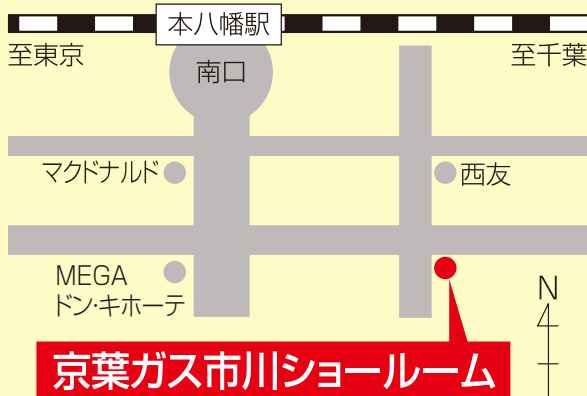 本八幡駅
至東京
至千葉
南口
マクドナルド
西友
MEGA
ドン・キホーテ
N
京葉ガス市川ショールーム